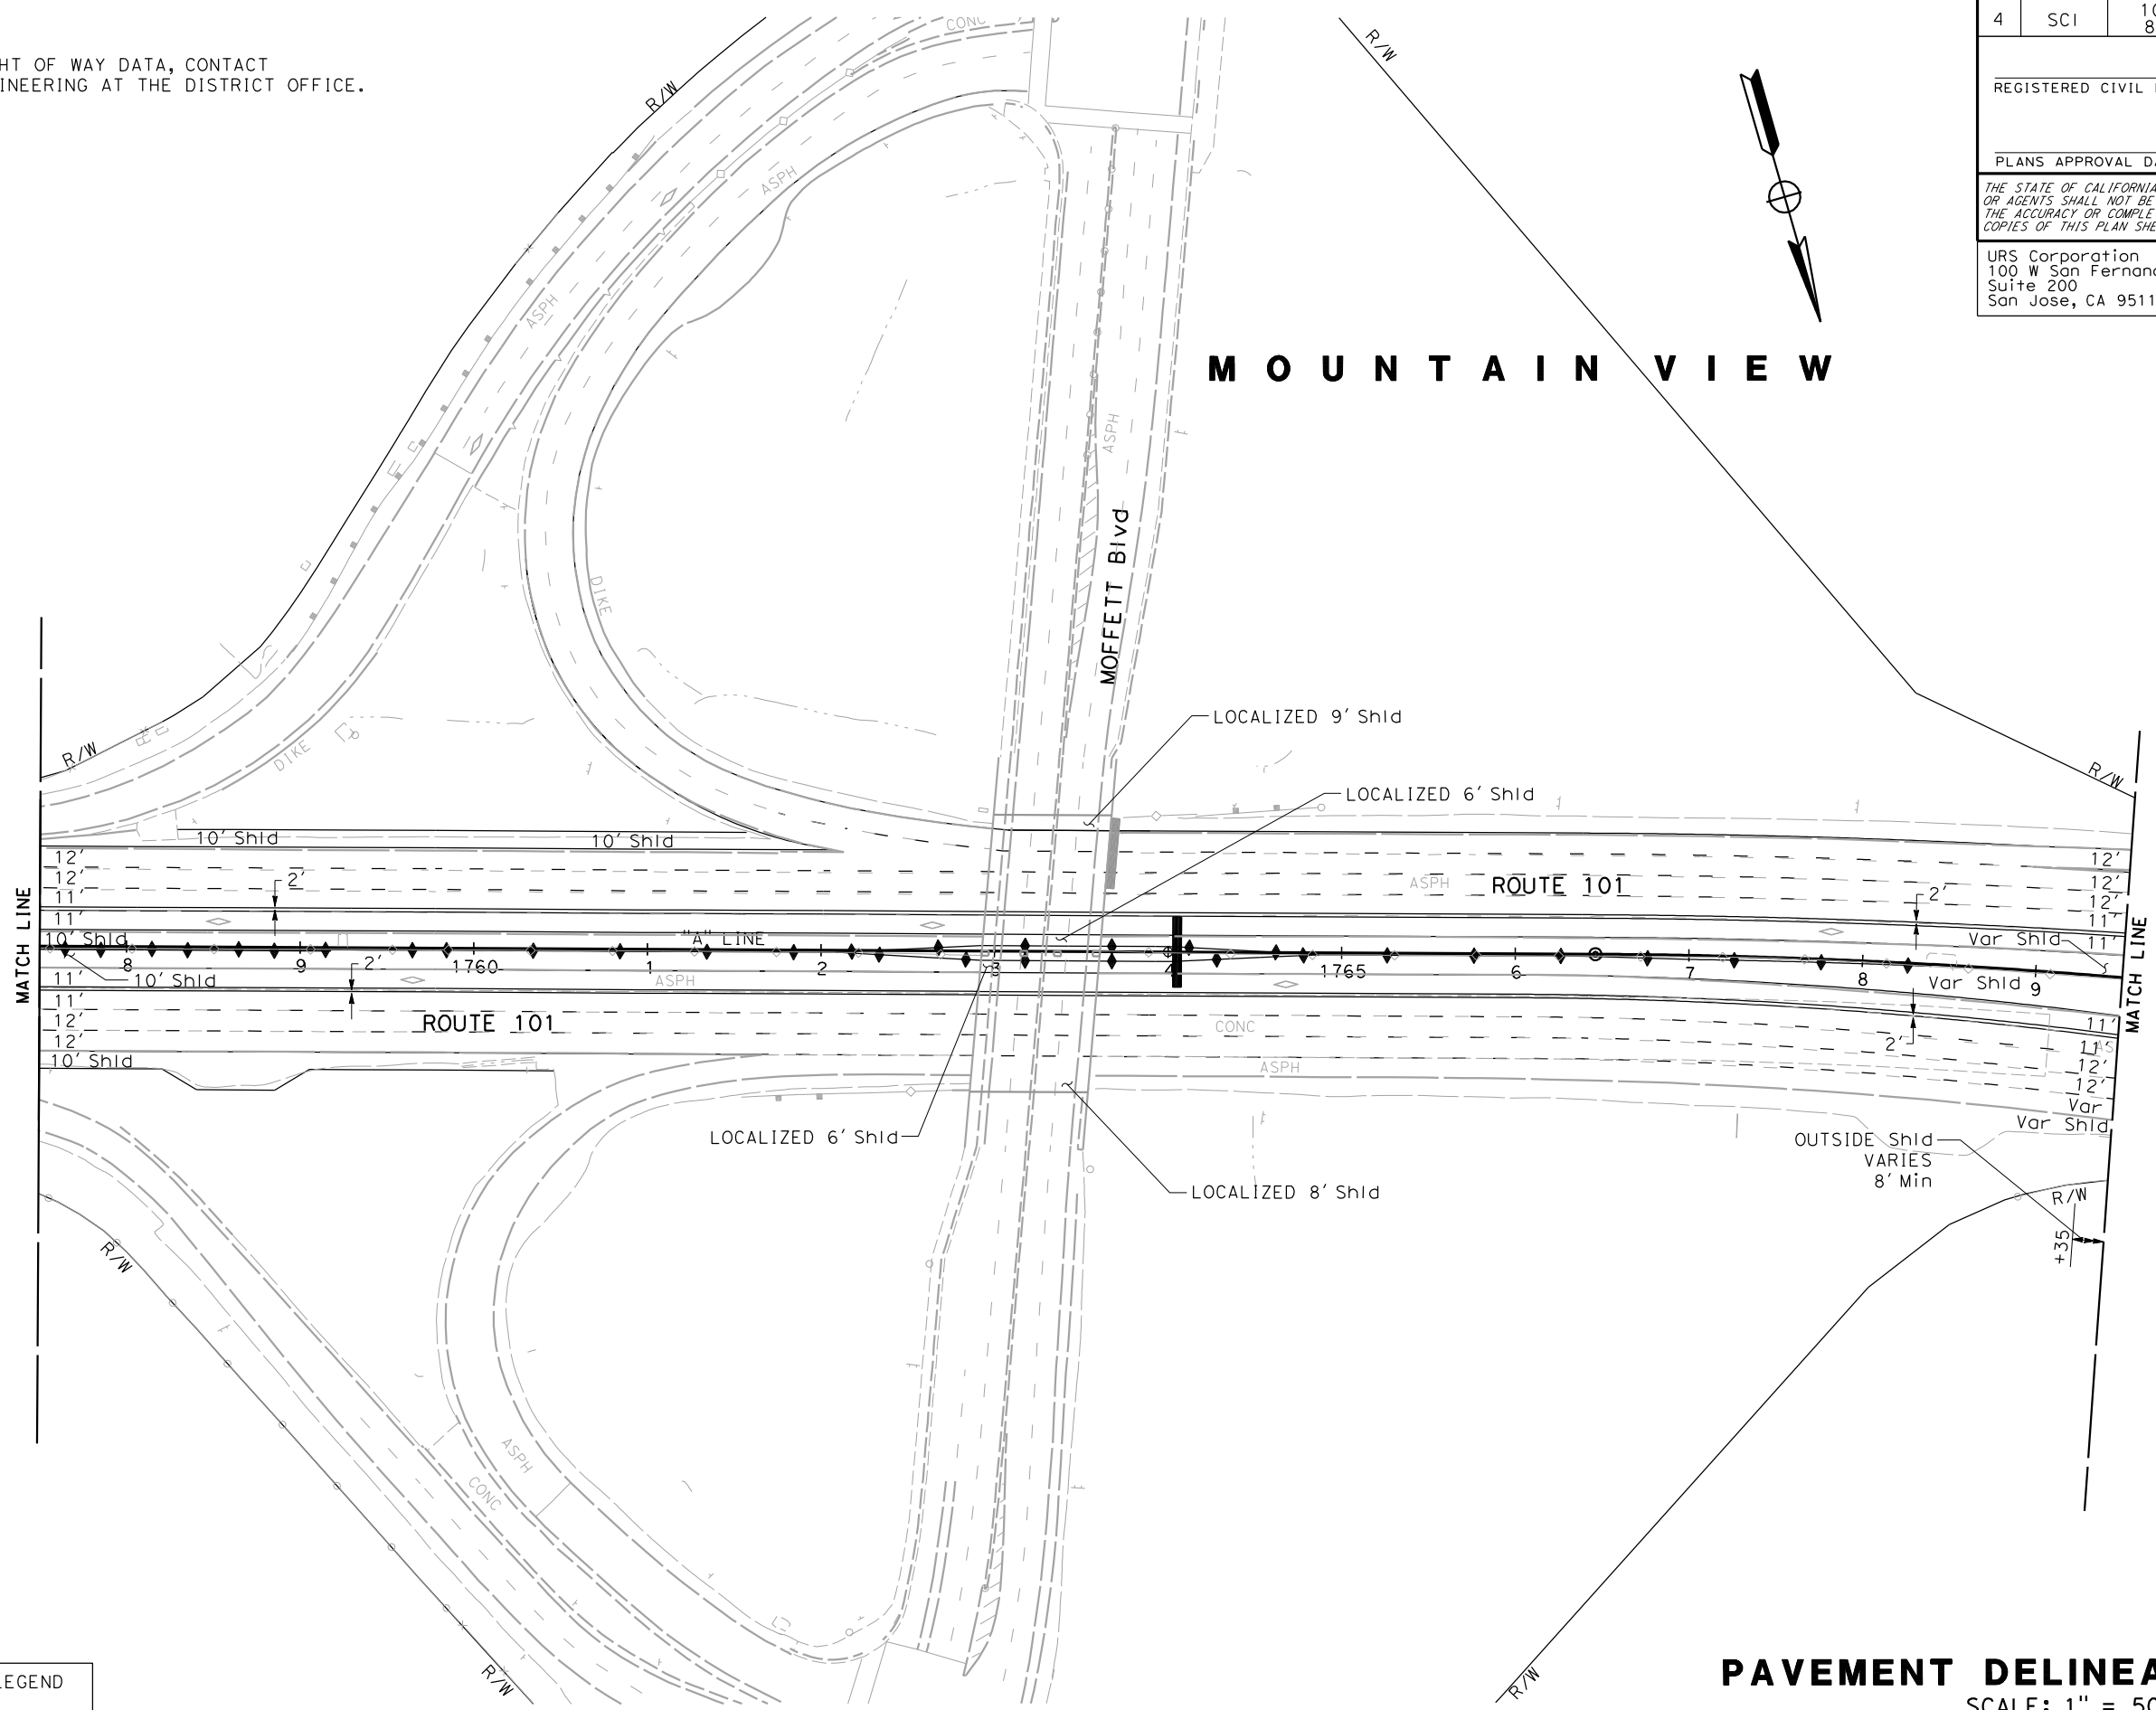 HT OF WAY DATA, CONTACT
INEERING AT THE DISTRICT OFFICE.
CONC
R/W
R/W
4 SCI 10
8
REGISTERED CIVIL
PLANS APPROVAL DA
THE STATE OF CALIFORNIA
OR AGENTS SHALL NOT BE
THE ACCURACY OR COMPLE
COPIES OF THIS PLAN SHE
URS Corporation
100 W San Fernand
Suite 200
San Jose, CA 9511
ASPH
ASPH
MOUNTAIN VIEW
ASPH
MOFFETT Blvd
DIKE
LOCALIZED 9' Shld
R/W
DIKE
R/W
LOCALIZED 6' Shld
10' Shld
10' Shld
12'
12'
12'
12'
2'
ASPH
ROUTE 101
12'
11'
2'
11'
11'
MATCH LINE
10' Shld
"A" LINE
Var Shld
11'
MATCH LINE
8 9 1760 1 2 3 4 1765 6 7 8 9
2'
10' Shld
ASPH
Var Shld
11'
11'
ROUTE 101
CONC
11'
12'
2'
11'
AS
12'
10' Shld
ASPH
12'
12'
Var
Var Shld
LOCALIZED 6' Shld
OUTSIDE Shld
VARIES
8' Min
LOCALIZED 8' Shld
R/W
+35
R/W
ASPH
CONC
LEGEND
R/W
R/W
PAVEMENT DELINEA
SCALE: 1" = 50